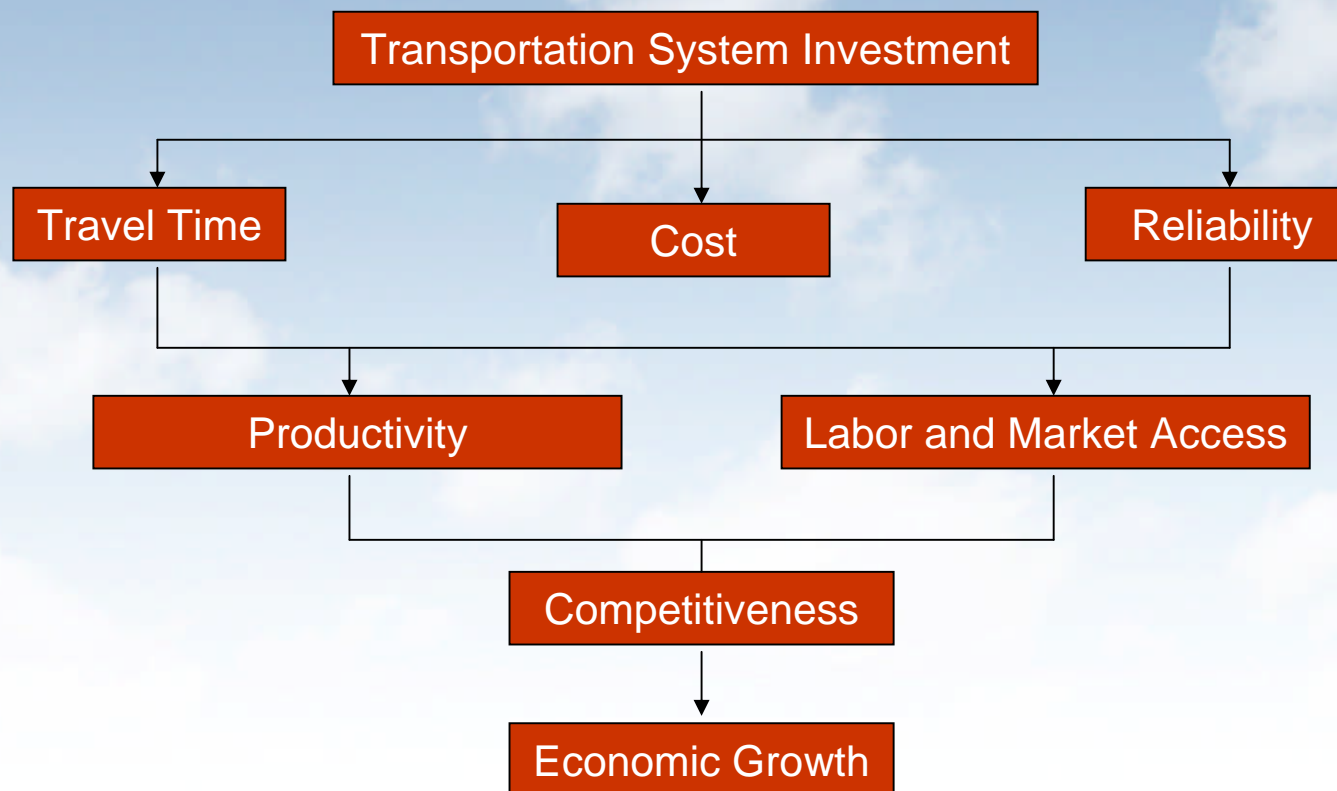 Transportation System Investment
Travel Time
Cost
Reliability
Productivity
Labor and Market Access
Competitiveness
Economic Growth